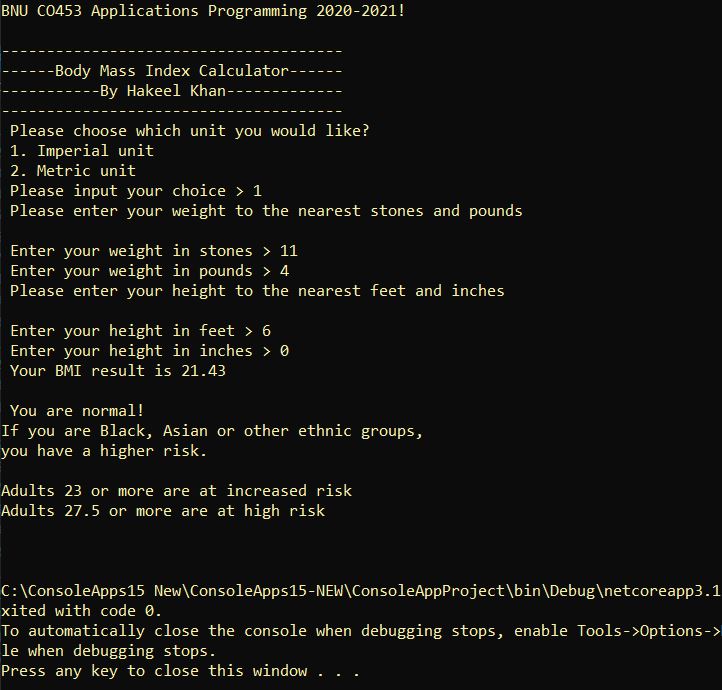 BNU CO453 Applications Programming 2020-2021!
--------------------------------------
------Body Mass Index Calculator------
-----------By Hakeel Khan-------------
--------------------------------------
Please choose which unit you would like?
1. Imperial unit
2. Metric unit
Please input your choice > 1
Please enter your weight to the nearest stones and pounds
Enter your weight in stones > 11
Enter your weight in pounds > 4
Please enter your height to the nearest feet and inches
Enter your height in feet > 6
Enter your height in inches > 0
Your BMI result is 21.43
You are normal!
If you are Black, Asian or other ethnic groups,
you have a higher risk.
Adults 23 or more are at increased risk
Adults 27.5 or more are at high risk
C:\ConsoleApps15 New\ConsoleApps15-NEW\ConsoleAppProject\bin\Debug\netcoreapp3.1
xited with code 0.
To automatically close the console when debugging stops, enable Tools->Options->
le when debugging stops.
Press any key to close this window . . .